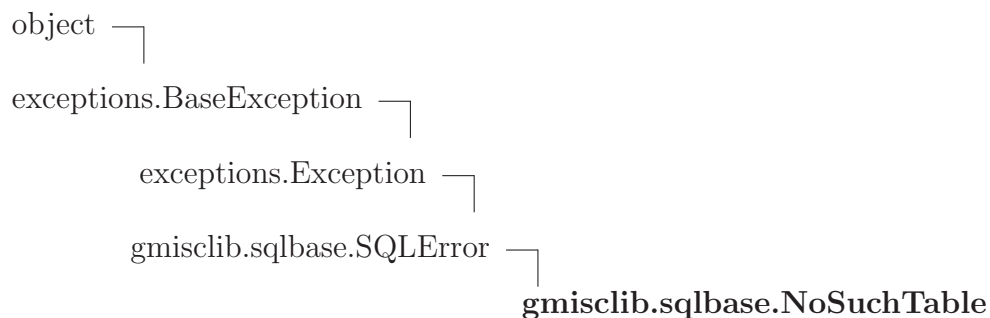 object
exceptions.BaseException
exceptions.Exception
gmisclib.sqlbase.SQLError
gmisclib.sqlbase.NoSuchTable